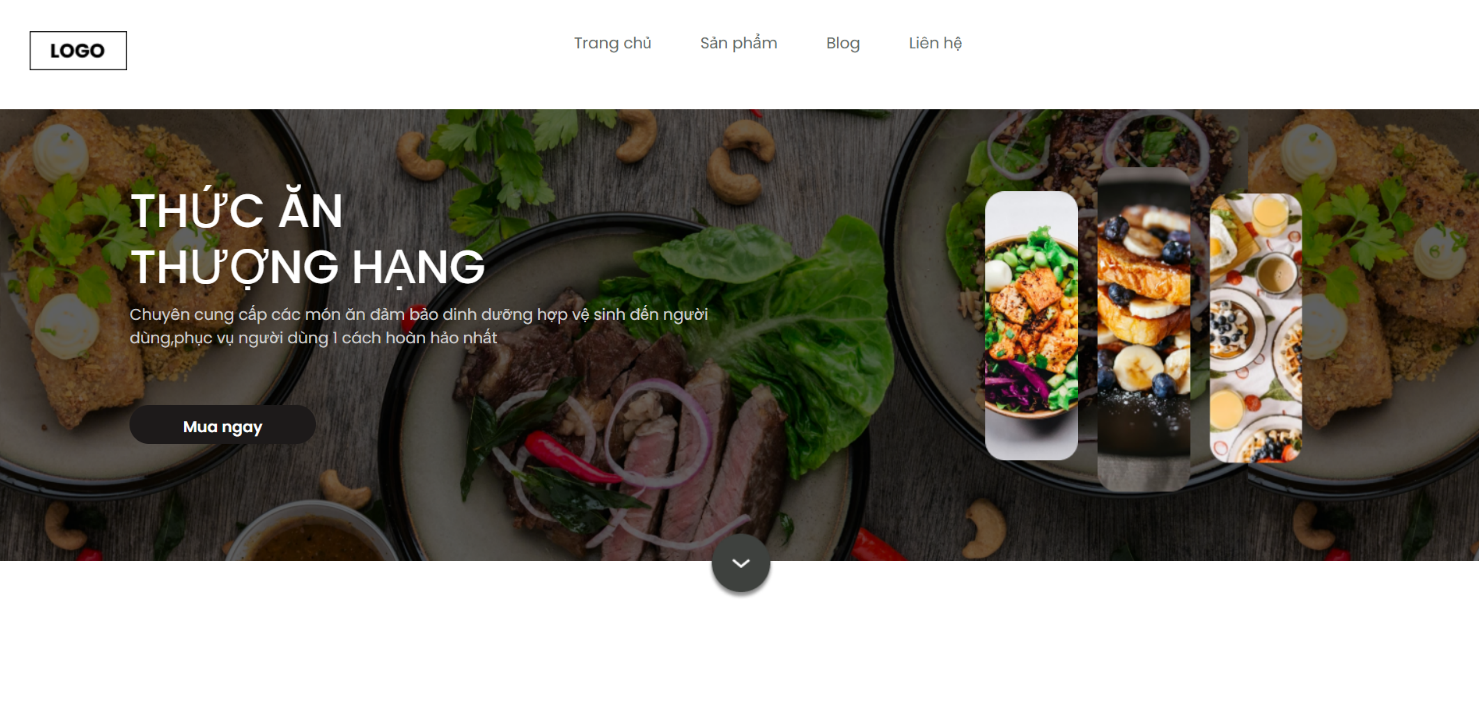 LOGO
Trang chủ Sản phẩm Blog Liên hệ
THỨC ĂN
THƯỢNG HẠNG
Chuyên cung cấp các món ăn đảm bảo dinh dưỡng hợp vệ sinh đến người
dùng,phục vụ người dùng 1 cách hoàn hảo nhất
Mua ngay